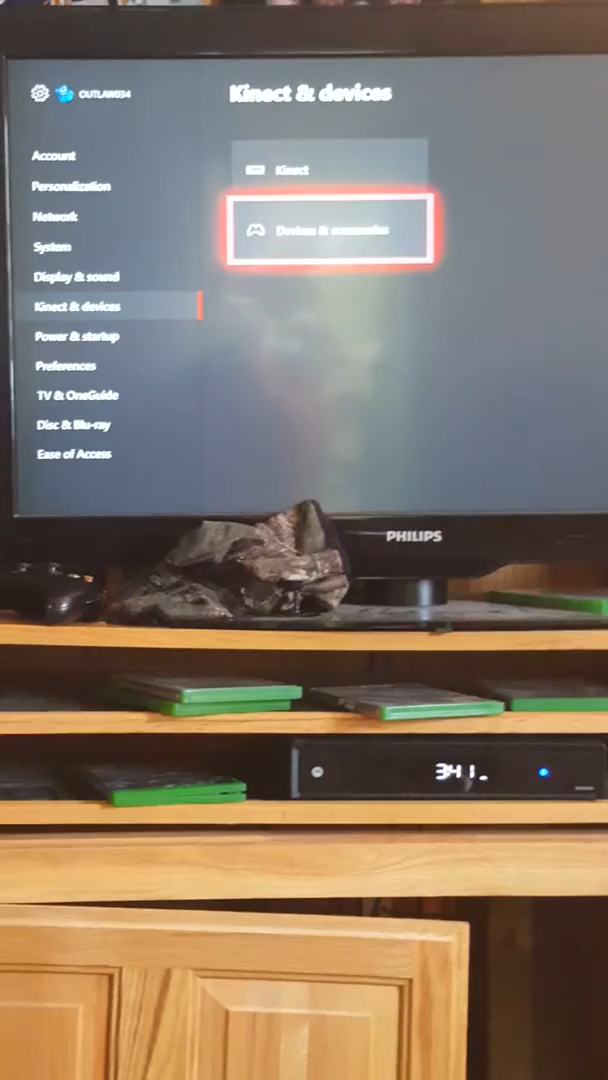 OUTLAW034
Kinect & devices
Account
Personalization
Network
System
Display & sound
Kinect & devices
Power & startup
Preferences
TV & OneGuide
Disc & Blu-ray
Ease of Access
Kinect
Devices & accessories
PHILIPS
341